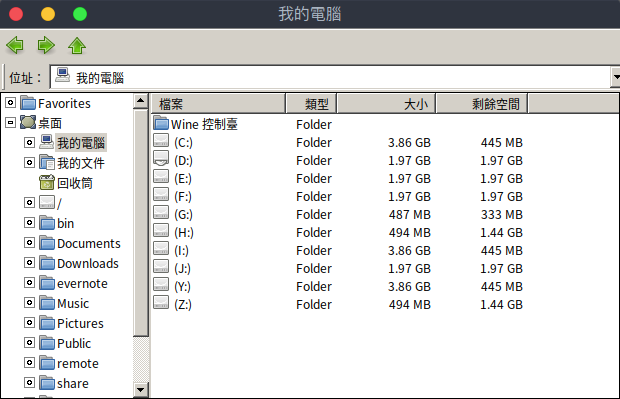 我的電腦
位址： 我的電腦
Favorites
桌面
我的電腦
我的文件
回收筒
/
bin
Documents
Downloads
evernote
Music
Pictures
Public
remote
share
檔案 類型 大小 剩餘空間
Wine 控制臺 Folder
(C:) Folder 3.86 GB 445 MB
(D:) Folder 1.97 GB 1.97 GB
(E:) Folder 1.97 GB 1.97 GB
(F:) Folder 1.97 GB 1.97 GB
(G:) Folder 487 MB 333 MB
(H:) Folder 494 MB 1.44 GB
(I:) Folder 3.86 GB 445 MB
(J:) Folder 1.97 GB 1.97 GB
(Y:) Folder 3.86 GB 445 MB
(Z:) Folder 494 MB 1.44 GB